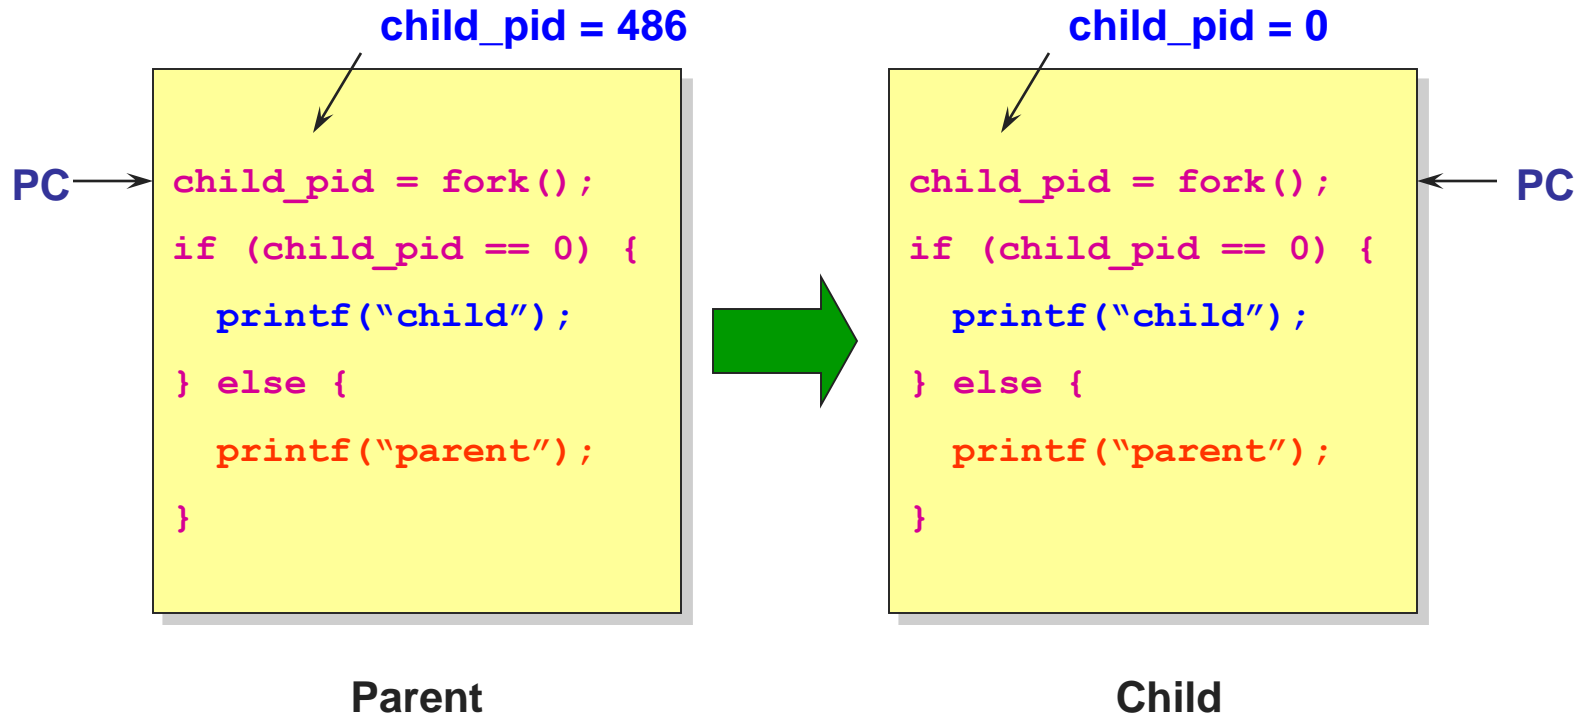 child_pid = 486
PC
child_pid = fork();
if (child_pid == 0) {
printf(“child”);
} else {
printf(“parent”);
}
Parent
child_pid = 0
child_pid = fork();
if (child_pid == 0) {
printf(“child”);
} else {
printf(“parent”);
}
PC
Child